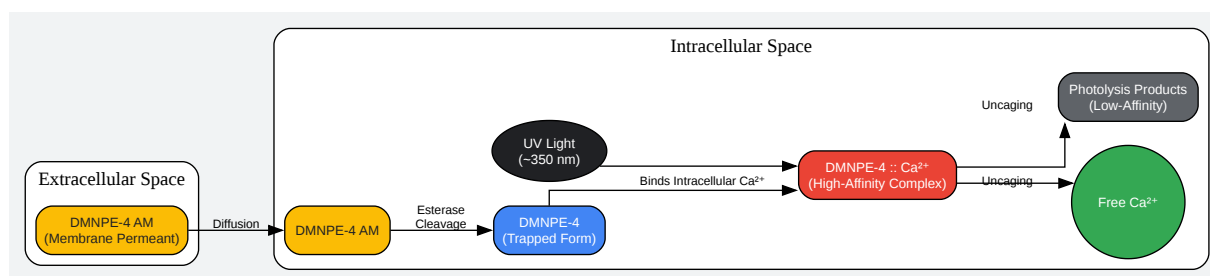 Intracellular Space
Extracellular Space
DMNPE-4 AM
(Membrane Permeant)
Diffusion
DMNPE-4 AM
Esterase
Cleavage
UV Light
(~350 nm)
DMNPE-4
(Trapped Form)
Binds Intracellular Ca²⁺
DMNPE-4 :: Ca²⁺
(High-Affinity Complex)
Uncaging
Photolysis Products
(Low-Affinity)
Uncaging
Free Ca²⁺